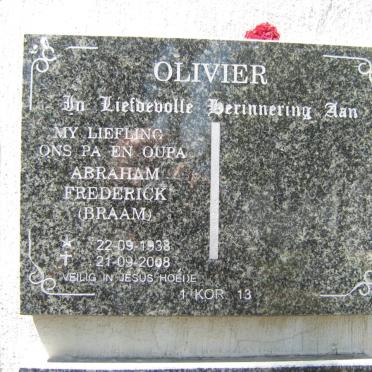 OLIVIER
In Liefdevolle Herinnering Aan
MY LIEFLING
ONS PA EN OUPA
ABRAHAM
FREDERICK
(BRAAM)
22-09-1938
21-09-2008
VEILIG IN JESUS HOEDE
1 KOR 13